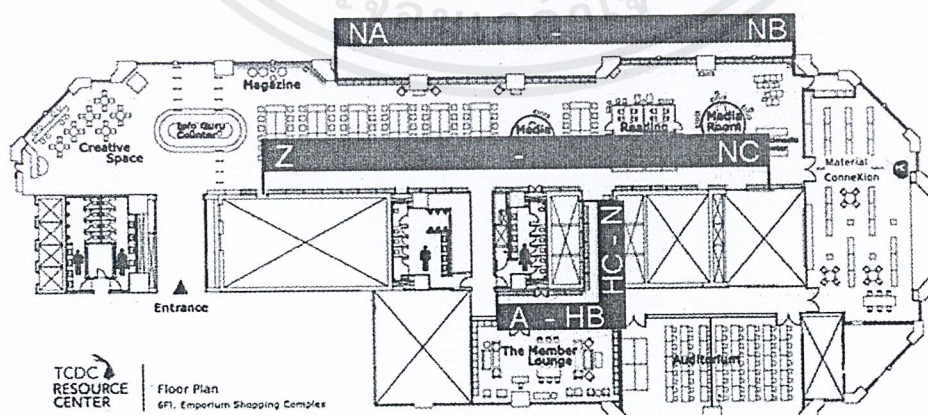 NA - NB
Magazine
Info Guru
Counter
Creative
Space
Media
Reading
Media
Room
Z - NC
Material
ConneXion
HC - N
A - HB
Entrance
The Member
Lounge
Auditorium
TCDC
RESOURCE
CENTER
Floor Plan
6Fl. Emporium Shopping Complex